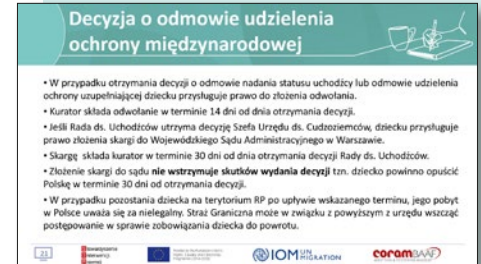 Decyzja o odmowie udzielenia
ochrony międzynarodowej
• W przypadku otrzymania decyzji o odmowie nadania statusu uchodźcy lub odmowie udzielenia
ochrony uzupełniającej dziecku przysługuje prawo do złożenia odwołania.
• Kurator składa odwołanie w terminie 14 dni od dnia otrzymania decyzji.
• Jeśli Rada ds. Uchodźców utrzyma decyzję Szefa Urzędu ds. Cudzoziemców, dziecku przysługuje
prawo złożenia skargi do Wojewódzkiego Sądu Administracyjnego w Warszawie.
• Skargę składa kurator w terminie 30 dni od dnia otrzymania decyzji Rady ds. Uchodźców.
• Złożenie skargi do sądu nie wstrzymuje skutków wydania decyzji tzn. dziecko powinno opuścić
Polskę w terminie 30 dni od otrzymania decyzji.
• W przypadku pozostania dziecka na terytorium RP po upływie wskazanego terminu, jego pobyt
w Polsce uważa się za nielegalny. Straż Graniczna może w związku z powyższym z urzędu wszcząć
postępowanie w sprawie zobowiązania dziecka do powrotu.
21
IOM UN MIGRATION
coramBAAF